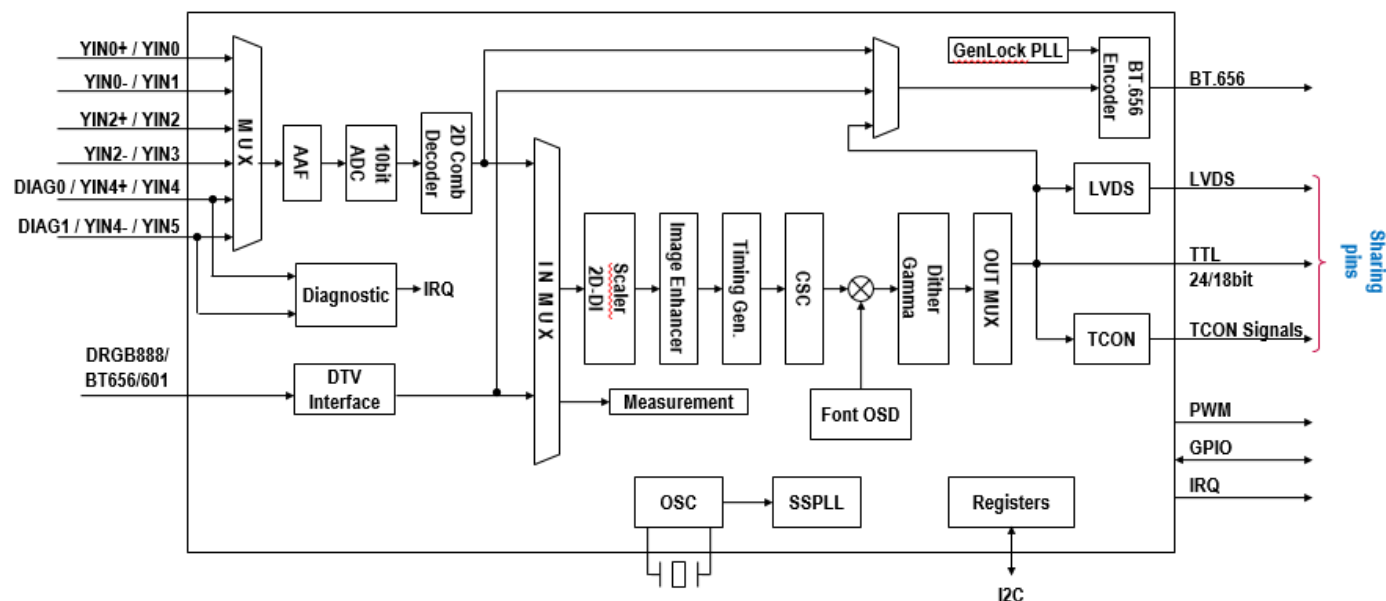 YIN0+ / YIN0
YIN0- / YIN1
YIN2+ / YIN2
YIN2- / YIN3
DIAG0 / YIN4+ / YIN4
DIAG1 / YIN4- / YIN5
DRGB888/
BT656/601
MUX
AAF
10bit
ADC
2D Comb
Decoder
Diagnostic
IRQ
DTV
Interface
IN MUX
Measurement
Scaler
2D-DI
Image Enhancer
Timing Gen.
CSC
Font OSD
Dither
Gamma
OUT MUX
GenLock PLL
BT.656
Encoder
LVDS
TCON
OSC
SSPLL
Registers
I2C
BT.656
LVDS
TTL
24/18bit
TCON Signals
Sharing
pins
PWM
GPIO
IRQ